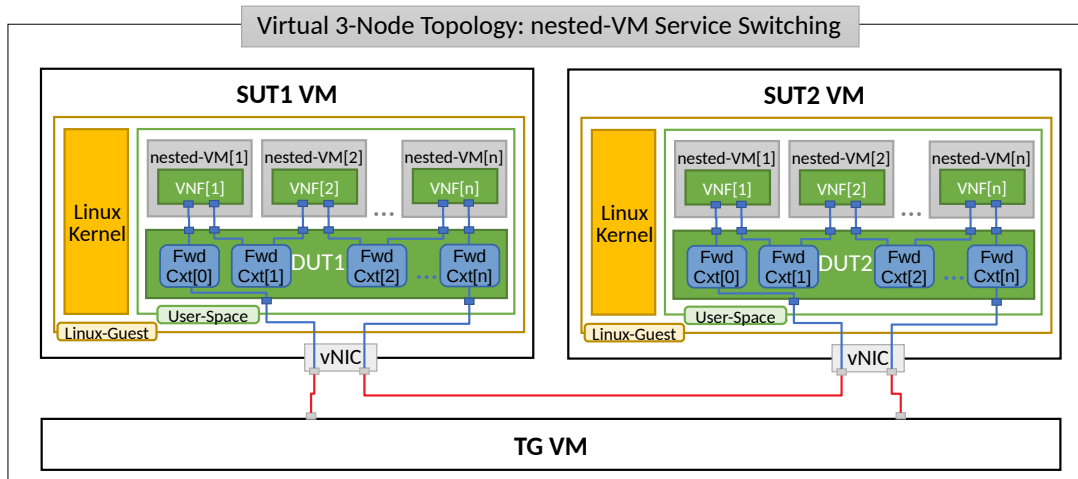 Virtual 3-Node Topology: nested-VM Service Switching
SUT1 VM
Linux
Kernel
nested-VM[1]
VNF[1]
nested-VM[2]
VNF[2]
...
nested-VM[n]
VNF[n]
Fwd
Cxt[0]
Fwd
Cxt[1]
DUT1
Fwd
Cxt[2]
...
Fwd
Cxt[n]
User-Space
Linux-Guest
vNIC
SUT2 VM
Linux
Kernel
nested-VM[1]
VNF[1]
nested-VM[2]
VNF[2]
...
nested-VM[n]
VNF[n]
Fwd
Cxt[0]
Fwd
Cxt[1]
DUT2
Fwd
Cxt[2]
...
Fwd
Cxt[n]
User-Space
Linux-Guest
vNIC
TG VM